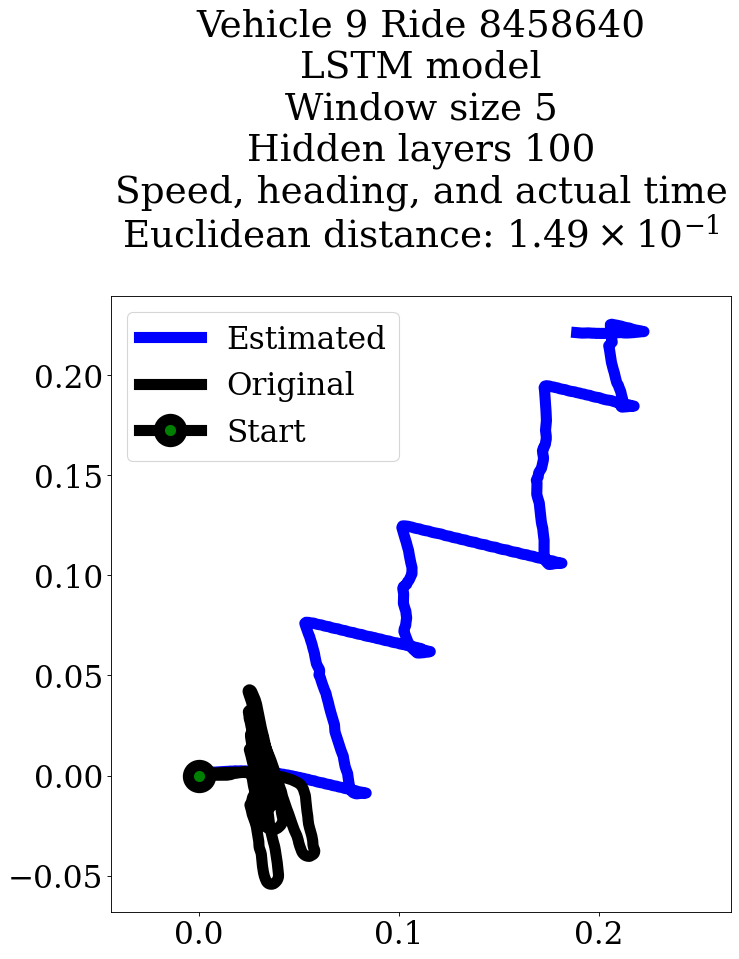 Vehicle 9 Ride 8458640
LSTM model
Window size 5
Hidden layers 100
Speed, heading, and actual time
Euclidean distance: 1.49 × 10⁻¹
Estimated
Original
Start
0.20
0.15
0.10
0.05
0.00
−0.05
0.0 0.1 0.2